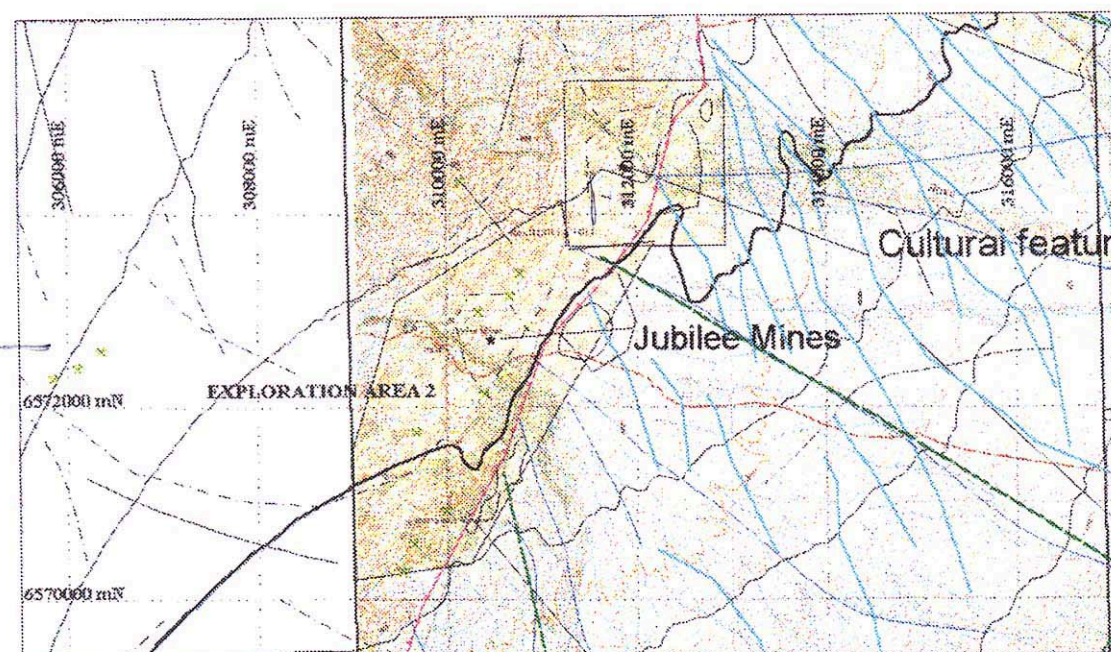 306000 mE
308000 mE
310000 mE
312000 mE
316000 mE
Cultural featur
Jubilee Mines
EXPLORATION AREA 2
6572000 mN
6570000 mN